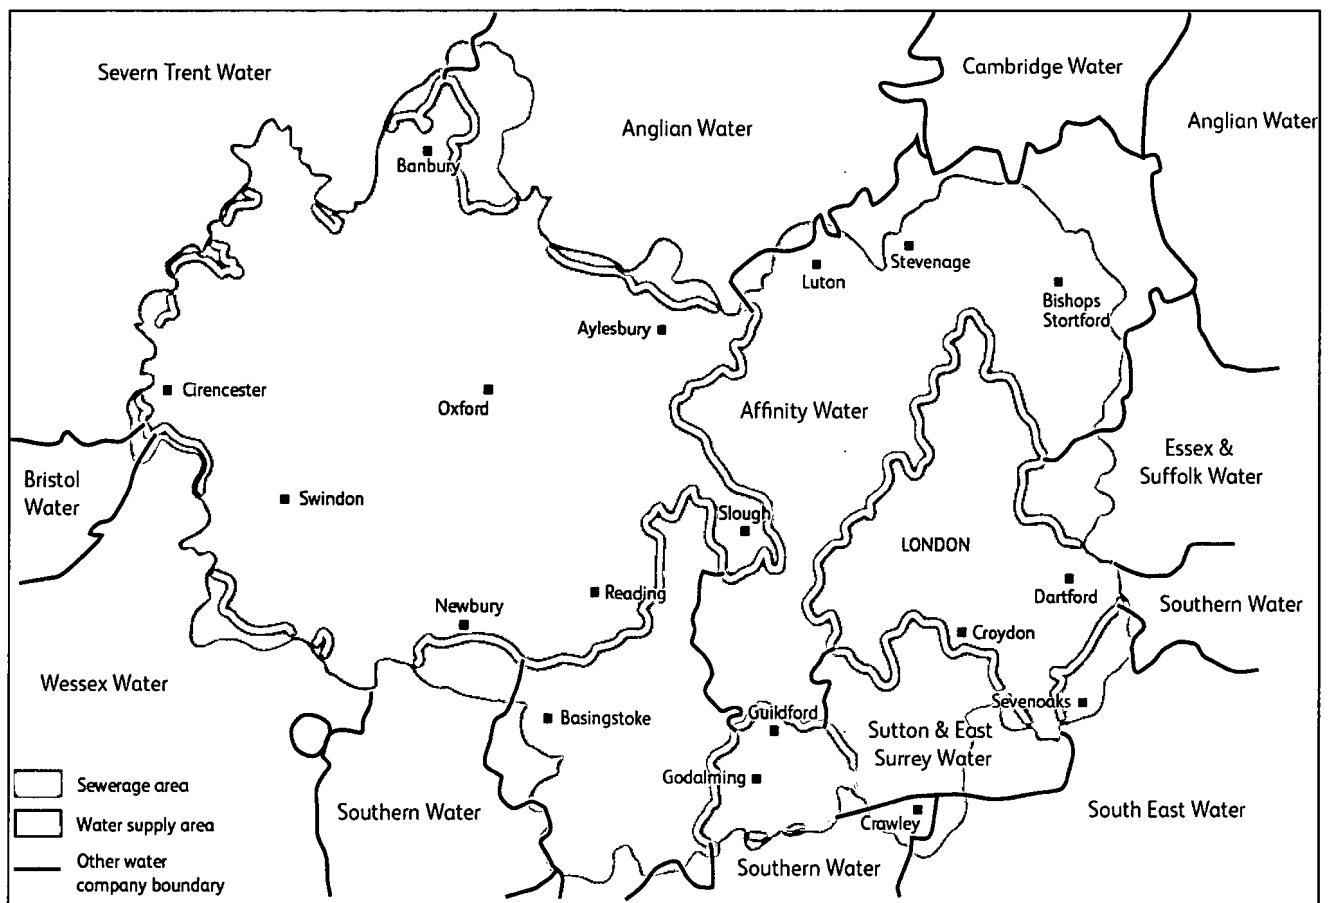 Severn Trent Water
Cambridge Water
Anglian Water
Anglian Water
Banbury
Stevenage
Luton
Bishops
Stortford
Aylesbury
Cirencester
Oxford
Affinity Water
Bristol
Water
Essex &
Suffolk Water
Swindon
Slough
LONDON
Reading
Dartford
Newbury
Southern Water
Croydon
Wessex Water
Sevenoaks
Basingstoke
Guildford
Sutton & East
Surrey Water
Godalming
Sewerage area
Southern Water
South East Water
Water supply area
Crawley
Other water
company boundary
Southern Water